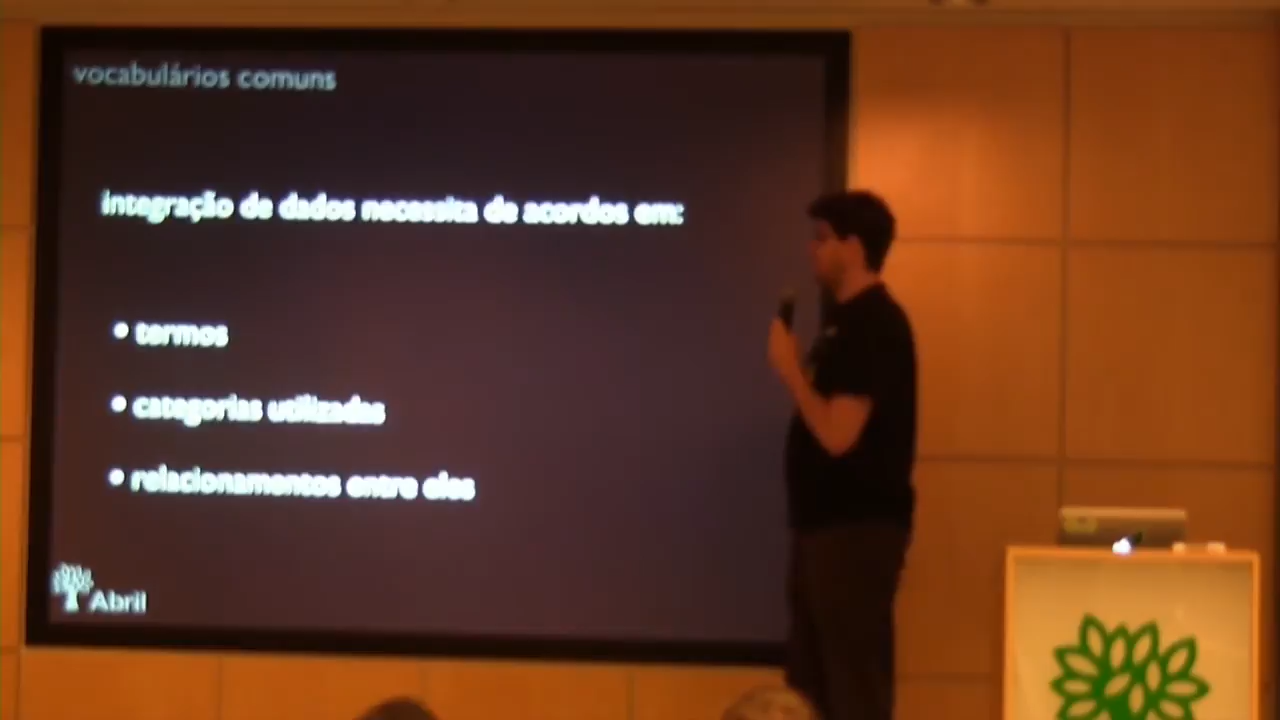 vocabulários comuns
integração de dados necessita de acordos em:
• termos
• categorias utilizadas
• relacionamentos entre eles
Abril